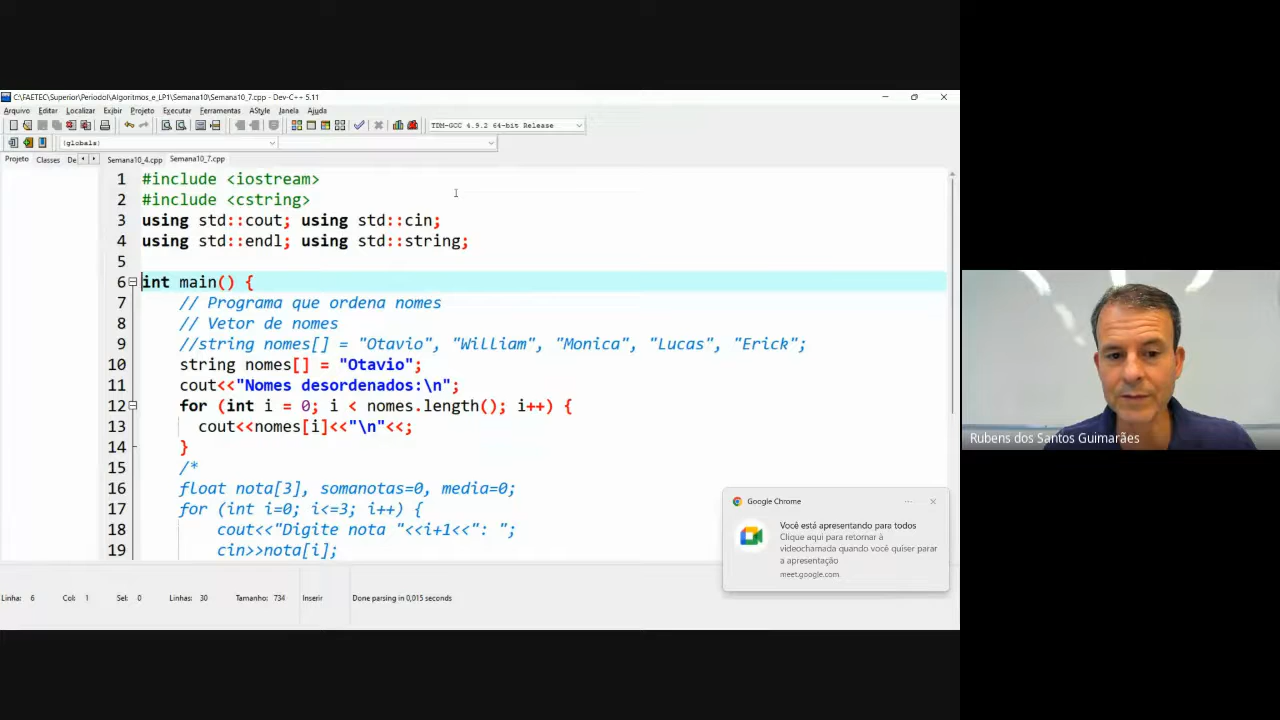 C:\FAETEC\Superior\PeriodoI\Algoritmos_e_LP1\Semana10\Semana10_7.cpp - Dev-C++ 5.11
Arquivo Editar Localizar Exibir Projeto Executar Ferramentas AStyle Janela Ajuda
TDM-GCC 4.9.2 64-bit Release
(globals)
Projeto Classes De Semana10_4.cpp Semana10_7.cpp
1 #include <iostream>
2 #include <cstring>
3 using std::cout; using std::cin;
4 using std::endl; using std::string;
5
6 int main() {
7 // Programa que ordena nomes
8 // Vetor de nomes
9 //string nomes[] = "Otavio", "William", "Monica", "Lucas", "Erick";
10 string nomes[] = "Otavio";
11 cout<<"Nomes desordenados:\n";
12 for (int i = 0; i < nomes.length(); i++) {
13 cout<<nomes[i]<<"\n"<<;
14 }
15 /*
16 float nota[3], somanotas=0, media=0;
17 for (int i=0; i<=3; i++) {
18 cout<<"Digite nota "<<i+1<<": ";
19 cin>>nota[i];
Linha: 6 Col: 1 Sel: 0 Linhas: 30 Tamanho: 734 Inserir Done parsing in 0,015 seconds
Google Chrome
Você está apresentando para todos
Clique aqui para retornar à
videochamada quando você quiser parar
a apresentação
meet.google.com
Rubens dos Santos Guimarães